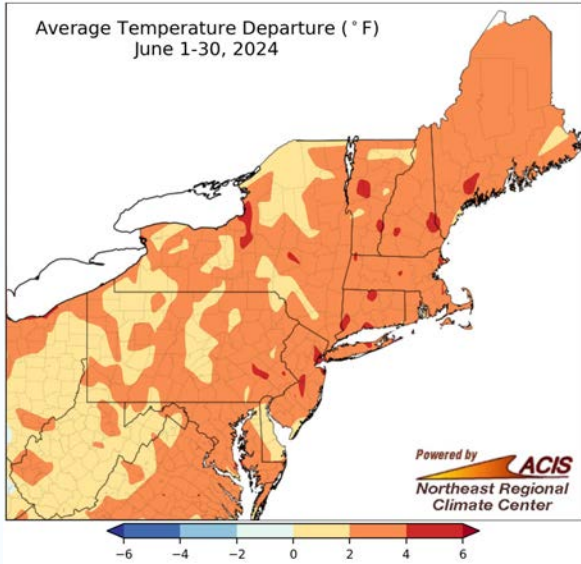 Average Temperature Departure (°F)
June 1-30, 2024
Powered by
ACIS
Northeast Regional
Climate Center
−6 −4 −2 0 2 4 6